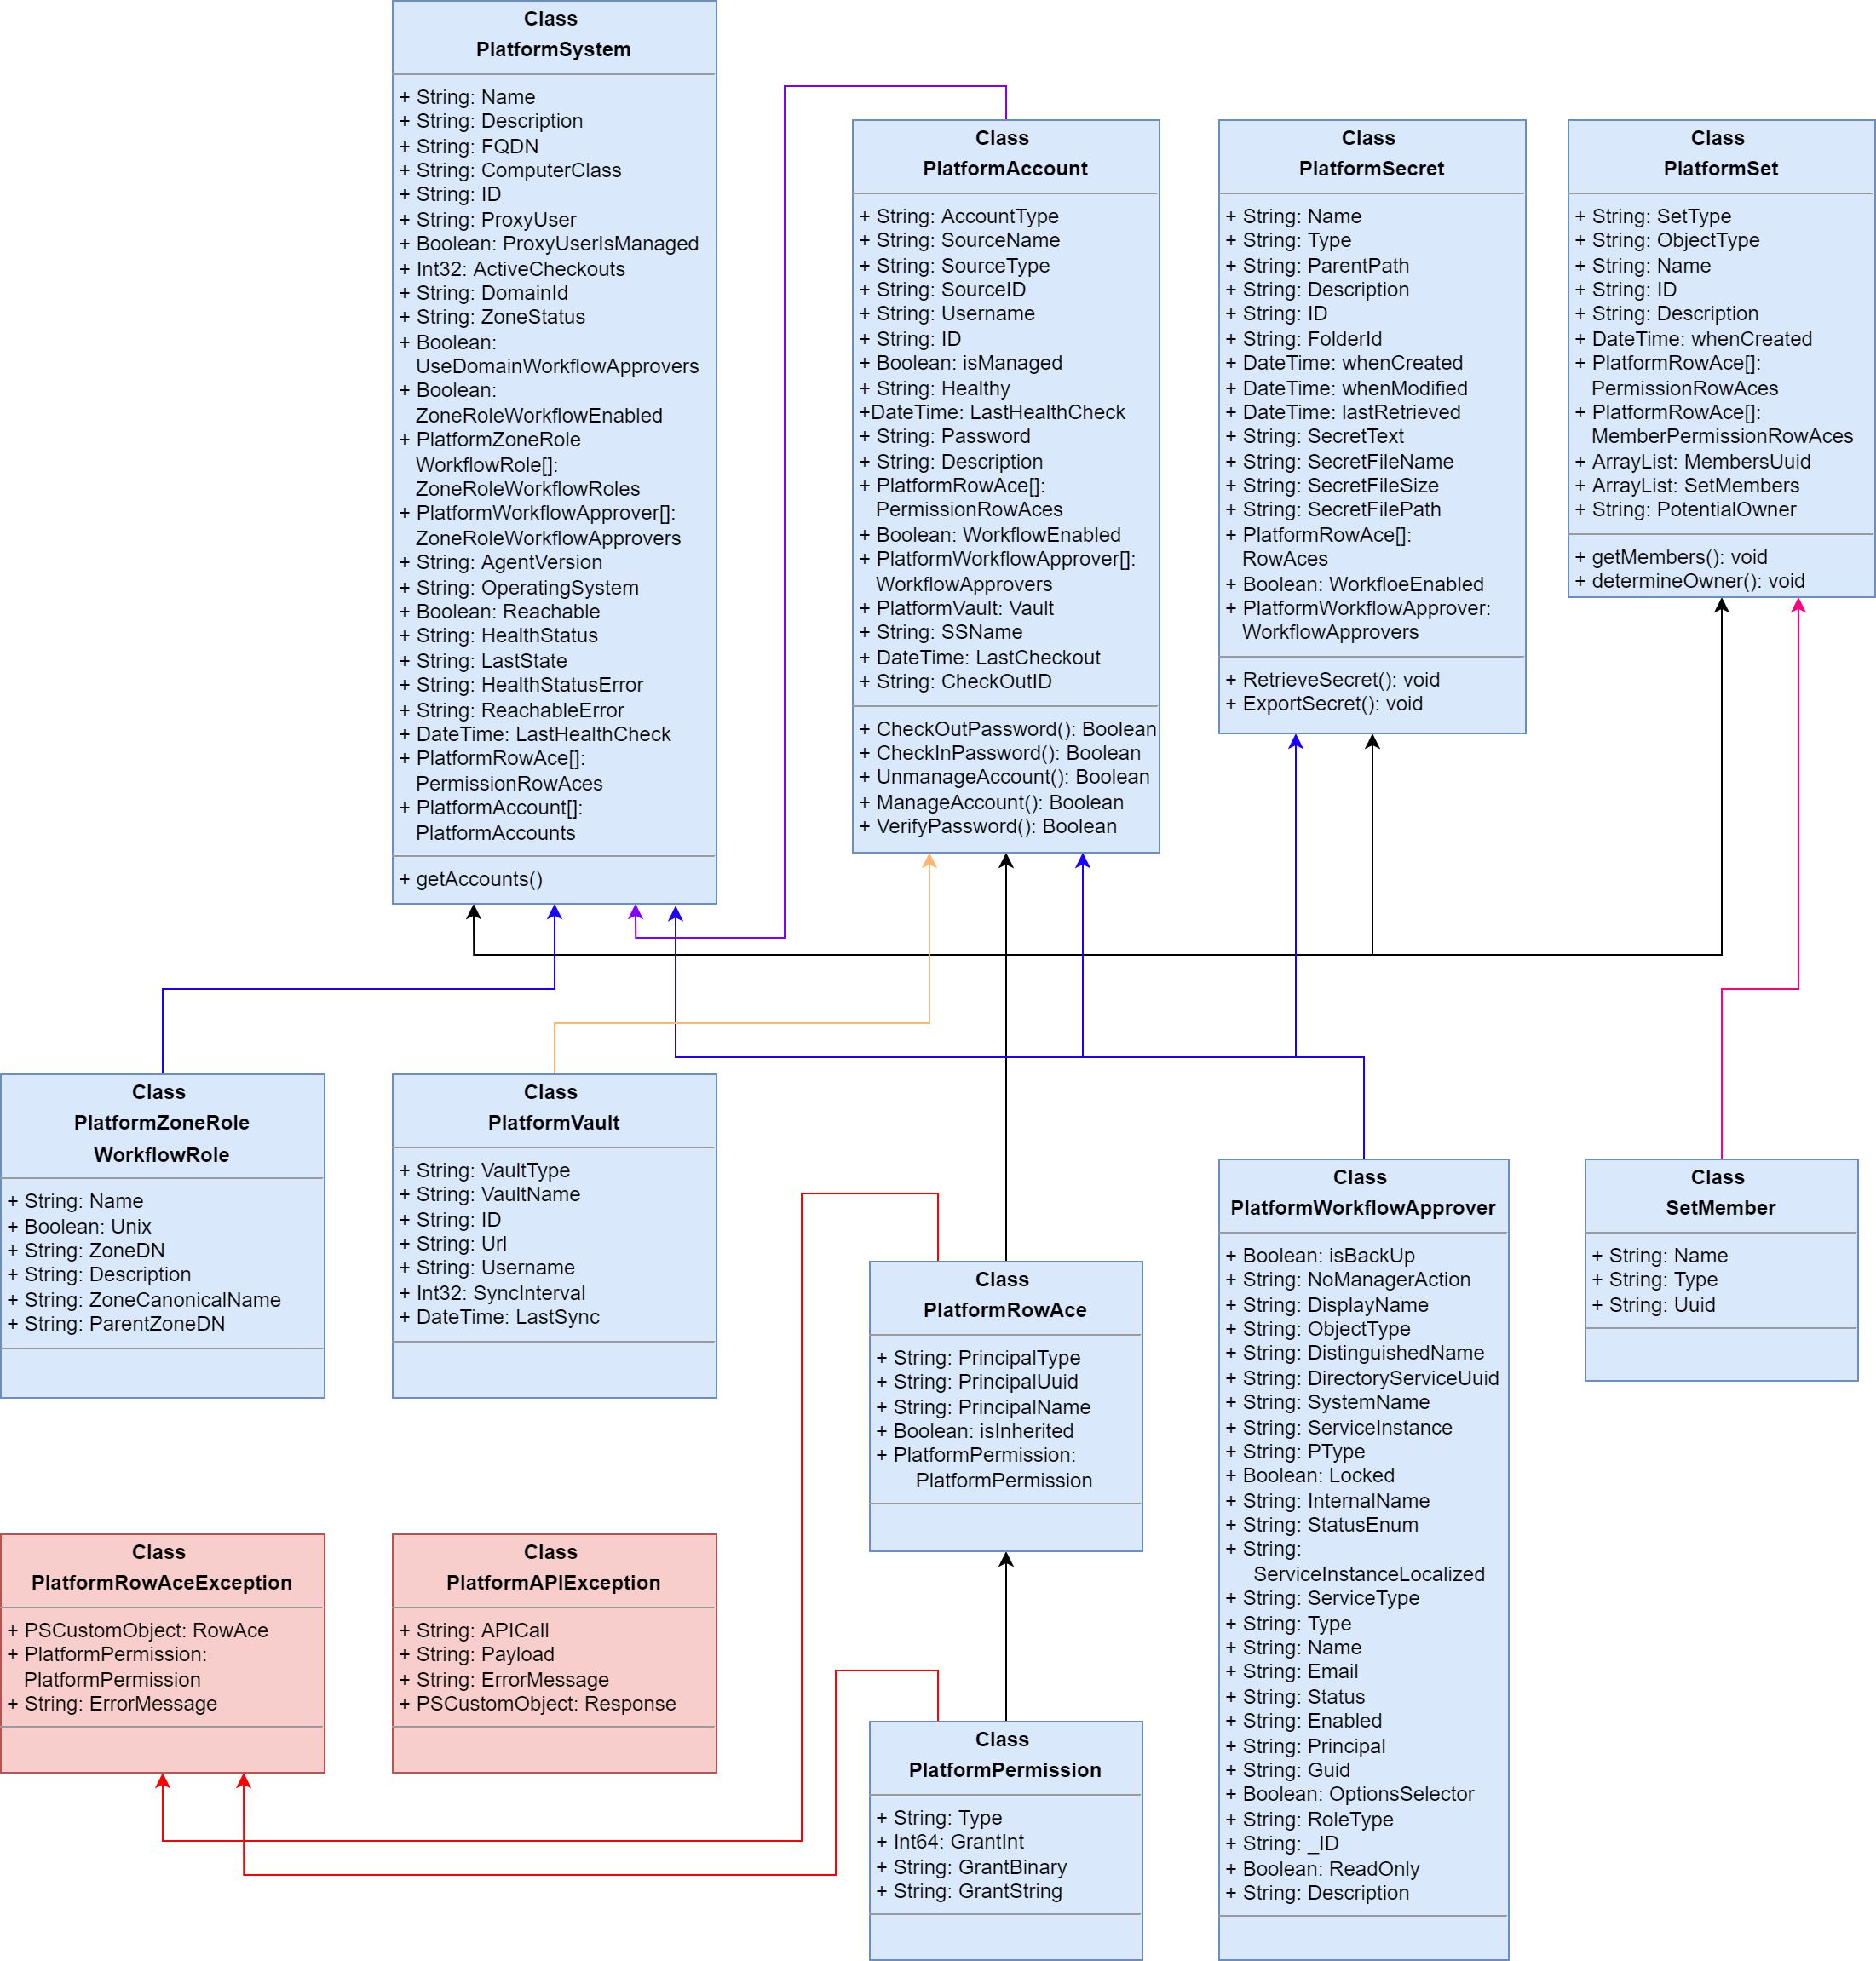 Class
PlatformSystem
+ String: Name
+ String: Description
+ String: FQDN
+ String: ComputerClass
+ String: ID
+ String: ProxyUser
+ Boolean: ProxyUserIsManaged
+ Int32: ActiveCheckouts
+ String: DomainId
+ String: ZoneStatus
+ Boolean:
UseDomainWorkflowApprovers
+ Boolean:
ZoneRoleWorkflowEnabled
+ PlatformZoneRole
WorkflowRole[]:
ZoneRoleWorkflowRoles
+ PlatformWorkflowApprover[]:
ZoneRoleWorkflowApprovers
+ String: AgentVersion
+ String: OperatingSystem
+ Boolean: Reachable
+ String: HealthStatus
+ String: LastState
+ String: HealthStatusError
+ String: ReachableError
+ DateTime: LastHealthCheck
+ PlatformRowAce[]:
PermissionRowAces
+ PlatformAccount[]:
PlatformAccounts
+ getAccounts()
Class
PlatformAccount
+ String: AccountType
+ String: SourceName
+ String: SourceType
+ String: SourceID
+ String: Username
+ String: ID
+ Boolean: isManaged
+ String: Healthy
+DateTime: LastHealthCheck
+ String: Password
+ String: Description
+ PlatformRowAce[]:
PermissionRowAces
+ Boolean: WorkflowEnabled
+ PlatformWorkflowApprover[]:
WorkflowApprovers
+ PlatformVault: Vault
+ String: SSName
+ DateTime: LastCheckout
+ String: CheckOutID
+ CheckOutPassword(): Boolean
+ CheckInPassword(): Boolean
+ UnmanageAccount(): Boolean
+ ManageAccount(): Boolean
+ VerifyPassword(): Boolean
Class
PlatformSecret
+ String: Name
+ String: Type
+ String: ParentPath
+ String: Description
+ String: ID
+ String: FolderId
+ DateTime: whenCreated
+ DateTime: whenModified
+ DateTime: lastRetrieved
+ String: SecretText
+ String: SecretFileName
+ String: SecretFileSize
+ String: SecretFilePath
+ PlatformRowAce[]:
RowAces
+ Boolean: WorkfloeEnabled
+ PlatformWorkflowApprover:
WorkflowApprovers
+ RetrieveSecret(): void
+ ExportSecret(): void
Class
PlatformSet
+ String: SetType
+ String: ObjectType
+ String: Name
+ String: ID
+ String: Description
+ DateTime: whenCreated
+ PlatformRowAce[]:
PermissionRowAces
+ PlatformRowAce[]:
MemberPermissionRowAces
+ ArrayList: MembersUuid
+ ArrayList: SetMembers
+ String: PotentialOwner
+ getMembers(): void
+ determineOwner(): void
Class
PlatformZoneRole
WorkflowRole
+ String: Name
+ Boolean: Unix
+ String: ZoneDN
+ String: Description
+ String: ZoneCanonicalName
+ String: ParentZoneDN
Class
PlatformVault
+ String: VaultType
+ String: VaultName
+ String: ID
+ String: Url
+ String: Username
+ Int32: SyncInterval
+ DateTime: LastSync
Class
PlatformRowAce
+ String: PrincipalType
+ String: PrincipalUuid
+ String: PrincipalName
+ Boolean: isInherited
+ PlatformPermission:
PlatformPermission
Class
PlatformWorkflowApprover
+ Boolean: isBackUp
+ String: NoManagerAction
+ String: DisplayName
+ String: ObjectType
+ String: DistinguishedName
+ String: DirectoryServiceUuid
+ String: SystemName
+ String: ServiceInstance
+ String: PType
+ Boolean: Locked
+ String: InternalName
+ String: StatusEnum
+ String:
ServiceInstanceLocalized
+ String: ServiceType
+ String: Type
+ String: Name
+ String: Email
+ String: Status
+ String: Enabled
+ String: Principal
+ String: Guid
+ Boolean: OptionsSelector
+ String: RoleType
+ String: _ID
+ Boolean: ReadOnly
+ String: Description
Class
SetMember
+ String: Name
+ String: Type
+ String: Uuid
Class
PlatformRowAceException
+ PSCustomObject: RowAce
+ PlatformPermission:
PlatformPermission
+ String: ErrorMessage
Class
PlatformAPIException
+ String: APICall
+ String: Payload
+ String: ErrorMessage
+ PSCustomObject: Response
Class
PlatformPermission
+ String: Type
+ Int64: GrantInt
+ String: GrantBinary
+ String: GrantString